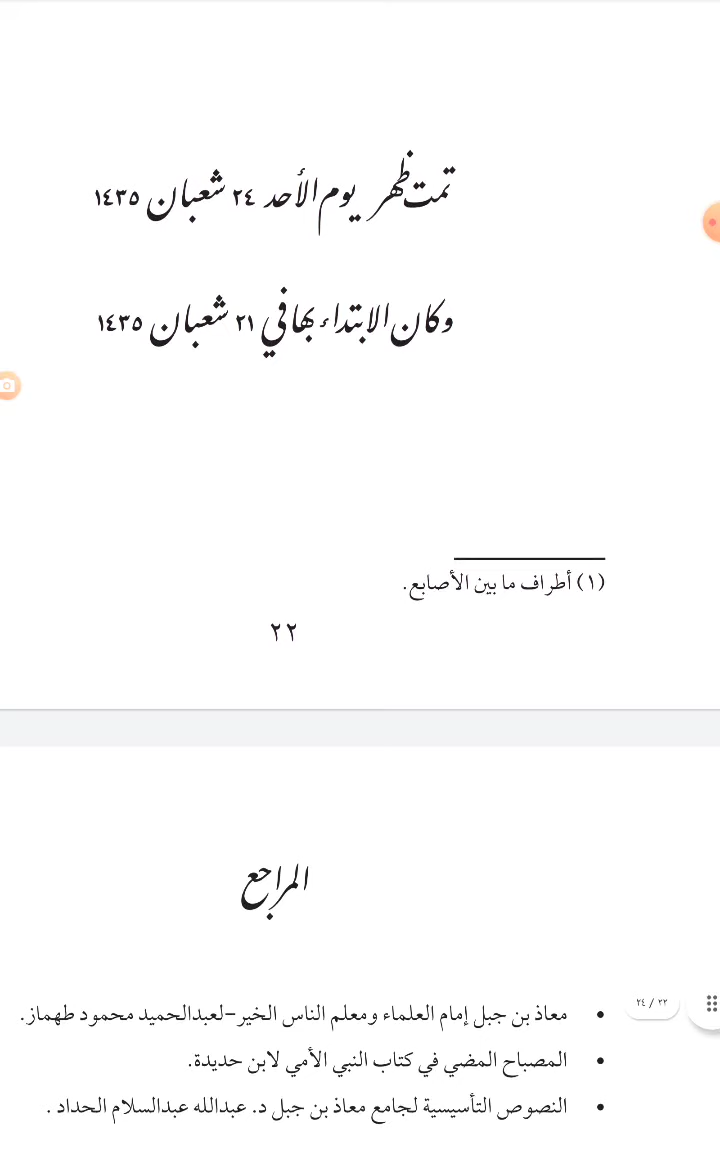 تمت ظهر يوم الأحد ٢٤ شعبان ١٤٣٥
وكان الابتداء بها في ٢١ شعبان ١٤٣٥
(١) أطراف ما بين الأصابع.
٢٢
المراجع
٢٢ / ٢٤
• معاذ بن جبل إمام العلماء ومعلم الناس الخير–لعبدالحميد محمود طهماز.
• المصباح المضي في كتاب النبي الأمي لابن حديدة.
• النصوص التأسيسية لجامع معاذ بن جبل د. عبدالله عبدالسلام الحداد .